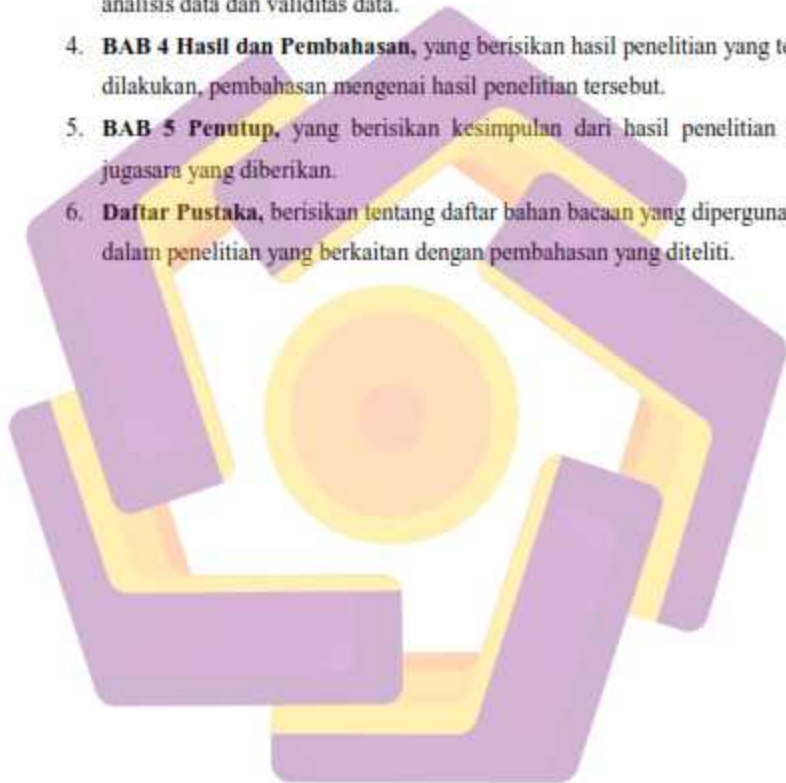 analisis data dan validitas data.
4. BAB 4 Hasil dan Pembahasan, yang berisikan hasil penelitian yang te
dilakukan, pembahasan mengenai hasil penelitian tersebut.
5. BAB 5 Penutup, yang berisikan kesimpulan dari hasil penelitian
jugasara yang diberikan.
6. Daftar Pustaka, berisikan tentang daftar bahan bacaan yang diperguna
dalam penelitian yang berkaitan dengan pembahasan yang diteliti.